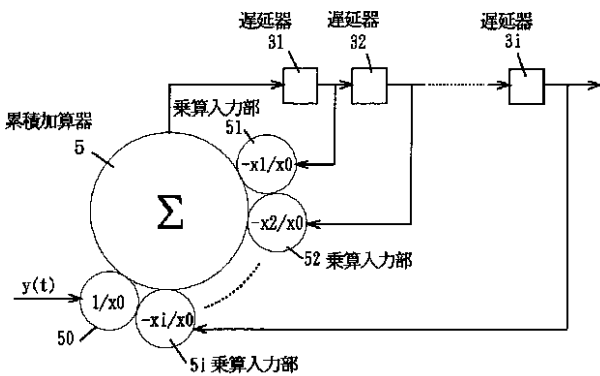 遅延器
31
遅延器
32
遅延器
3i
乗算入力部
51
累積加算器
5
-x1/x0
Σ
-x2/x0
52 乗算入力部
y(t)
1/x0
-xi/x0
50
5i 乗算入力部